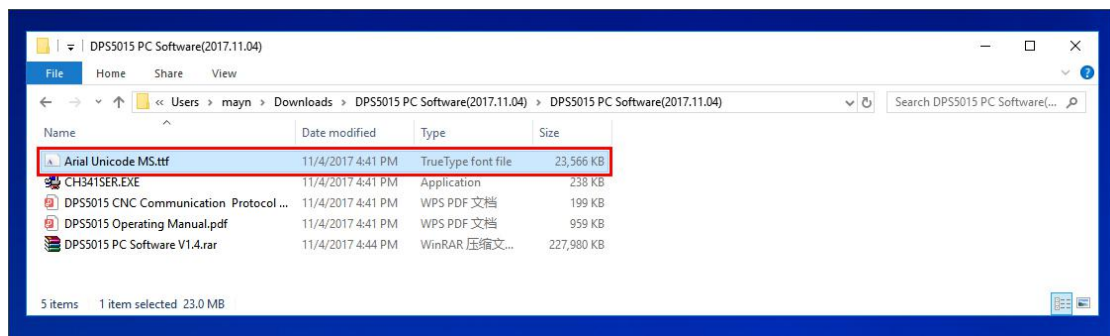 DPS5015 PC Software(2017.11.04)
File Home Share View
« Users › mayn › Downloads › DPS5015 PC Software(2017.11.04) › DPS5015 PC Software(2017.11.04) Search DPS5015 PC Software(...
Name Date modified Type Size
Arial Unicode MS.ttf 11/4/2017 4:41 PM TrueType font file 23,566 KB
CH341SER.EXE 11/4/2017 4:41 PM Application 238 KB
DPS5015 CNC Communication Protocol ... 11/4/2017 4:41 PM WPS PDF 文档 199 KB
DPS5015 Operating Manual.pdf 11/4/2017 4:41 PM WPS PDF 文档 959 KB
DPS5015 PC Software V1.4.rar 11/4/2017 4:44 PM WinRAR 压缩文... 227,980 KB
5 items 1 item selected 23.0 MB